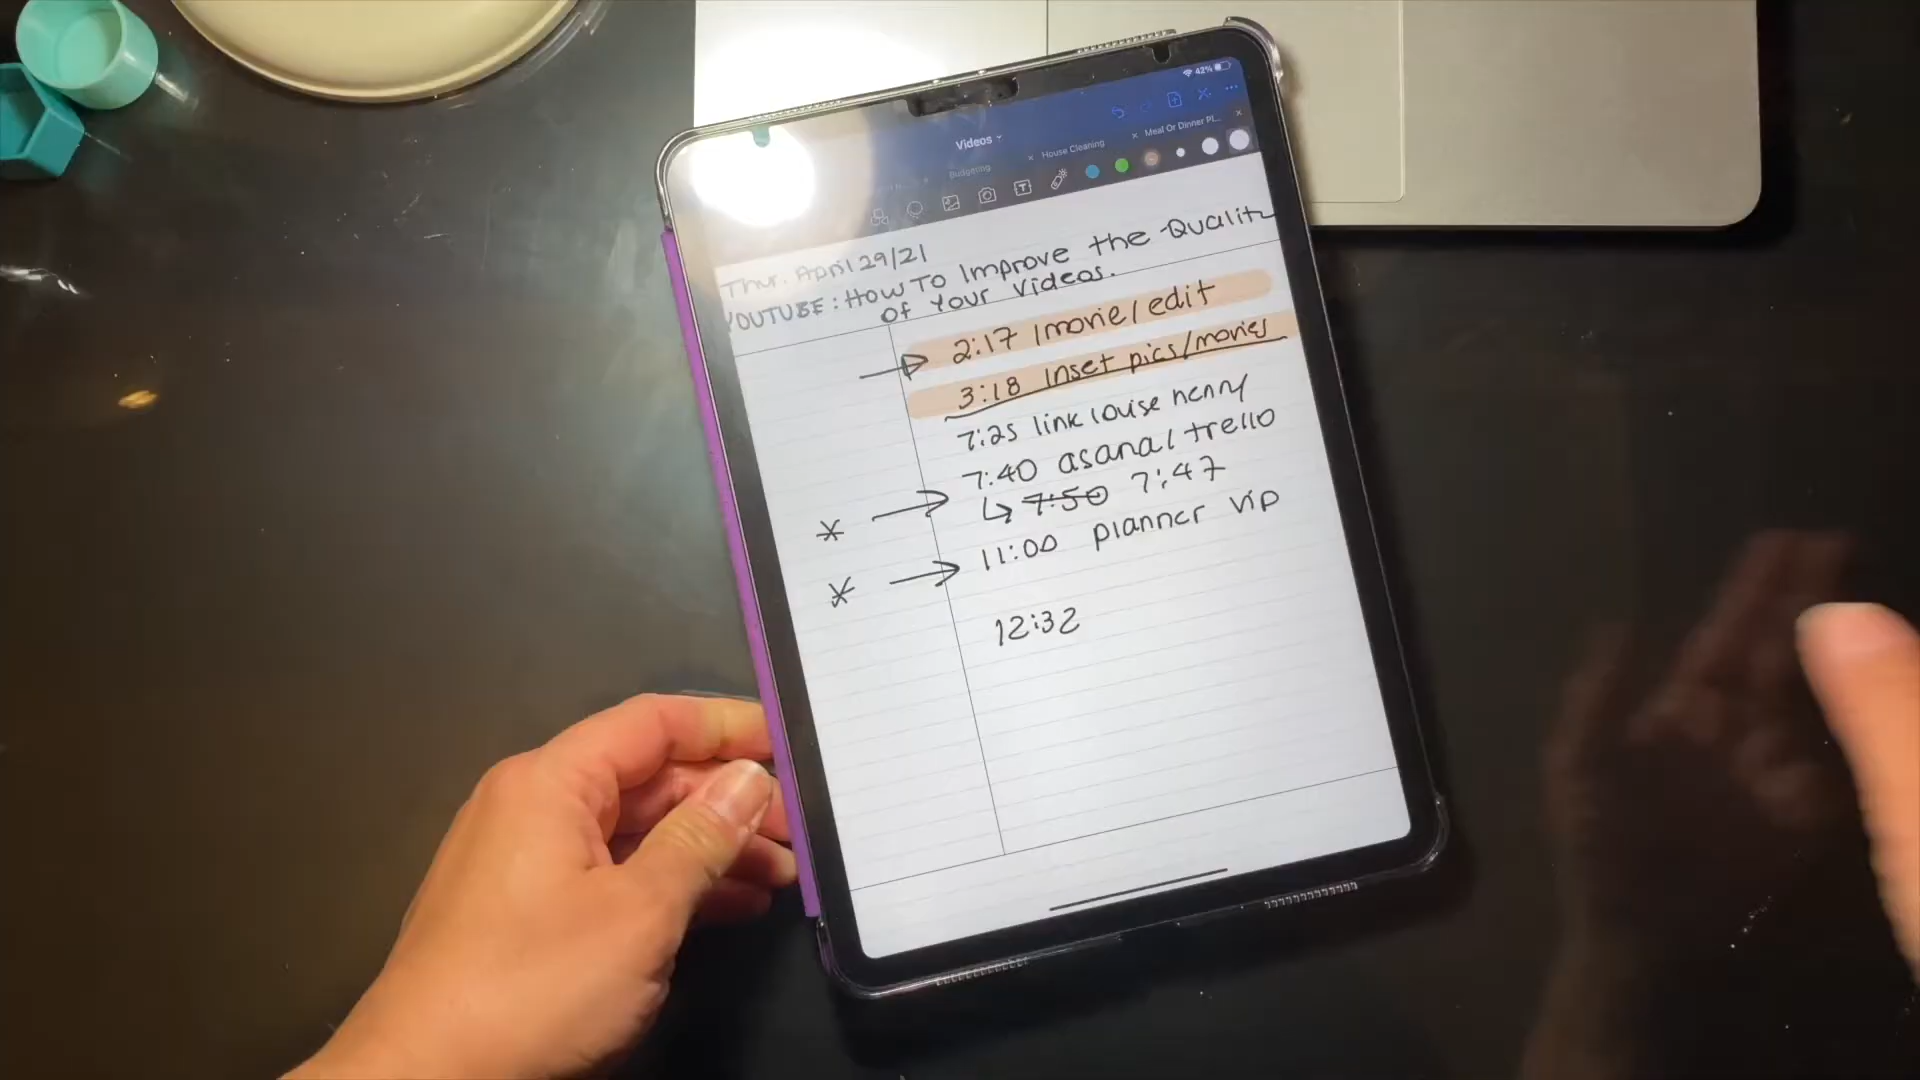 42%
Videos
Budgeting
House Cleaning
Meal Or Dinner Pl...
Thur. April 29/21
YOUTUBE: How To Improve the Quality
of Your Videos.
2:17 imovie/edit
3:18 inset pics/movies
7:25 link louise henry
7:40 asana/trello
↳ 7:50 7:47
* → 11:00 planner vip
12:32